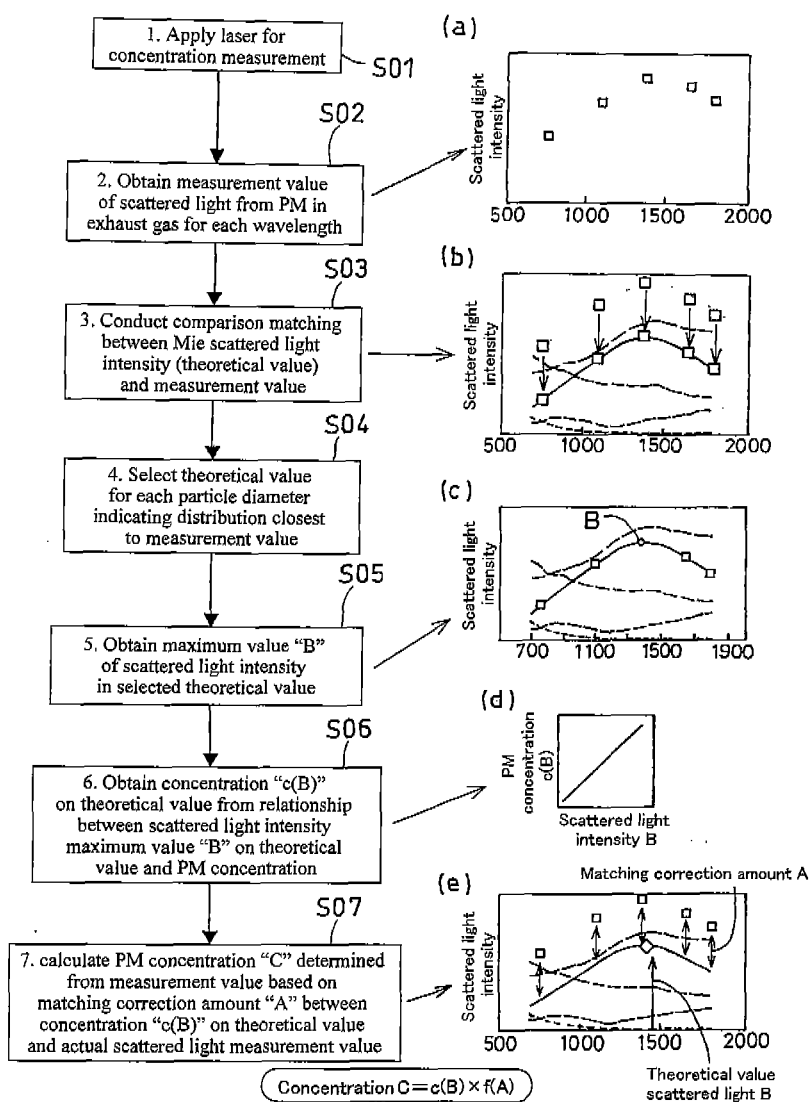 1. Apply laser for
concentration measurement
S01
S02
2. Obtain measurement value
of scattered light from PM in
exhaust gas for each wavelength
S03
3. Conduct comparison matching
between Mie scattered light
intensity (theoretical value)
and measurement value
S04
4. Select theoretical value
for each particle diameter
indicating distribution closest
to measurement value
S05
5. Obtain maximum value “B”
of scattered light intensity
in selected theoretical value
S06
6. Obtain concentration “c(B)”
on theoretical value from relationship
between scattered light intensity
maximum value “B” on theoretical
value and PM concentration
S07
7. calculate PM concentration “C” determined
from measurement value based on
matching correction amount “A” between
concentration “c(B)” on theoretical value
and actual scattered light measurement value
Concentration C=c(B)×f(A)
(a)
Scattered light
intensity
500 1000 1500 2000
(b)
Scattered light
intensity
500 1000 1500 2000
(c)
B
Scattered light
intensity
700 1100 1500 1900
(d)
PM
concentration
c(B)
Scattered light
intensity B
Matching correction amount A
(e)
Scattered light
intensity
500 1000 1500 2000
Theoretical value
scattered light B